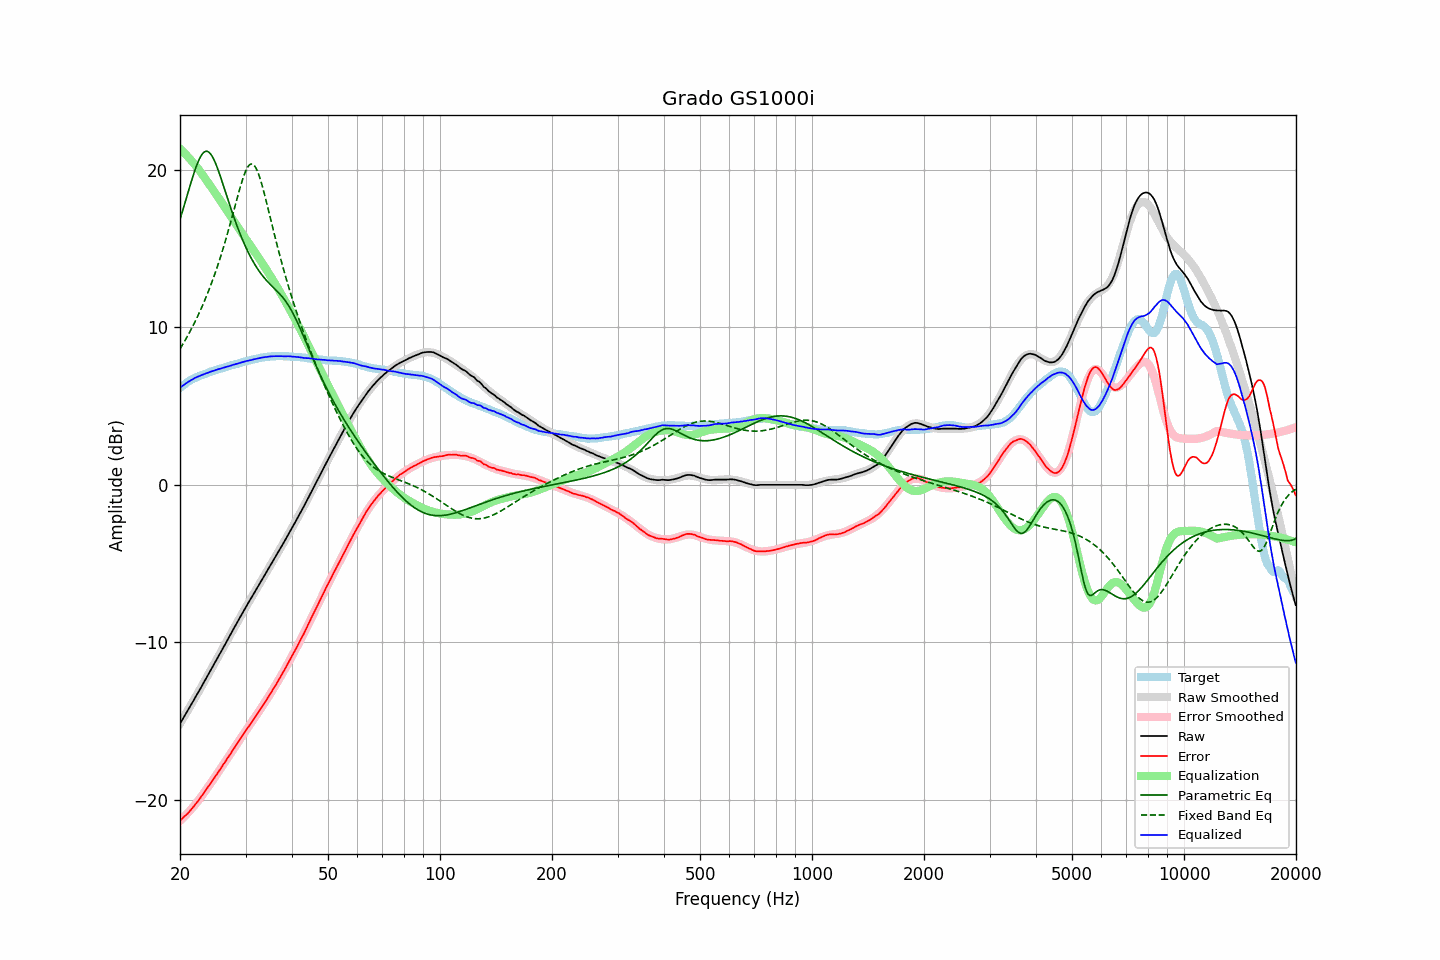 Grado GS1000i
Amplitude (dBr)
20
10
0
−10
−20
20
50
100
200
500
1000
2000
5000
10000
20000
Frequency (Hz)
Target
Raw Smoothed
Error Smoothed
Raw
Error
Equalization
Parametric Eq
Fixed Band Eq
Equalized